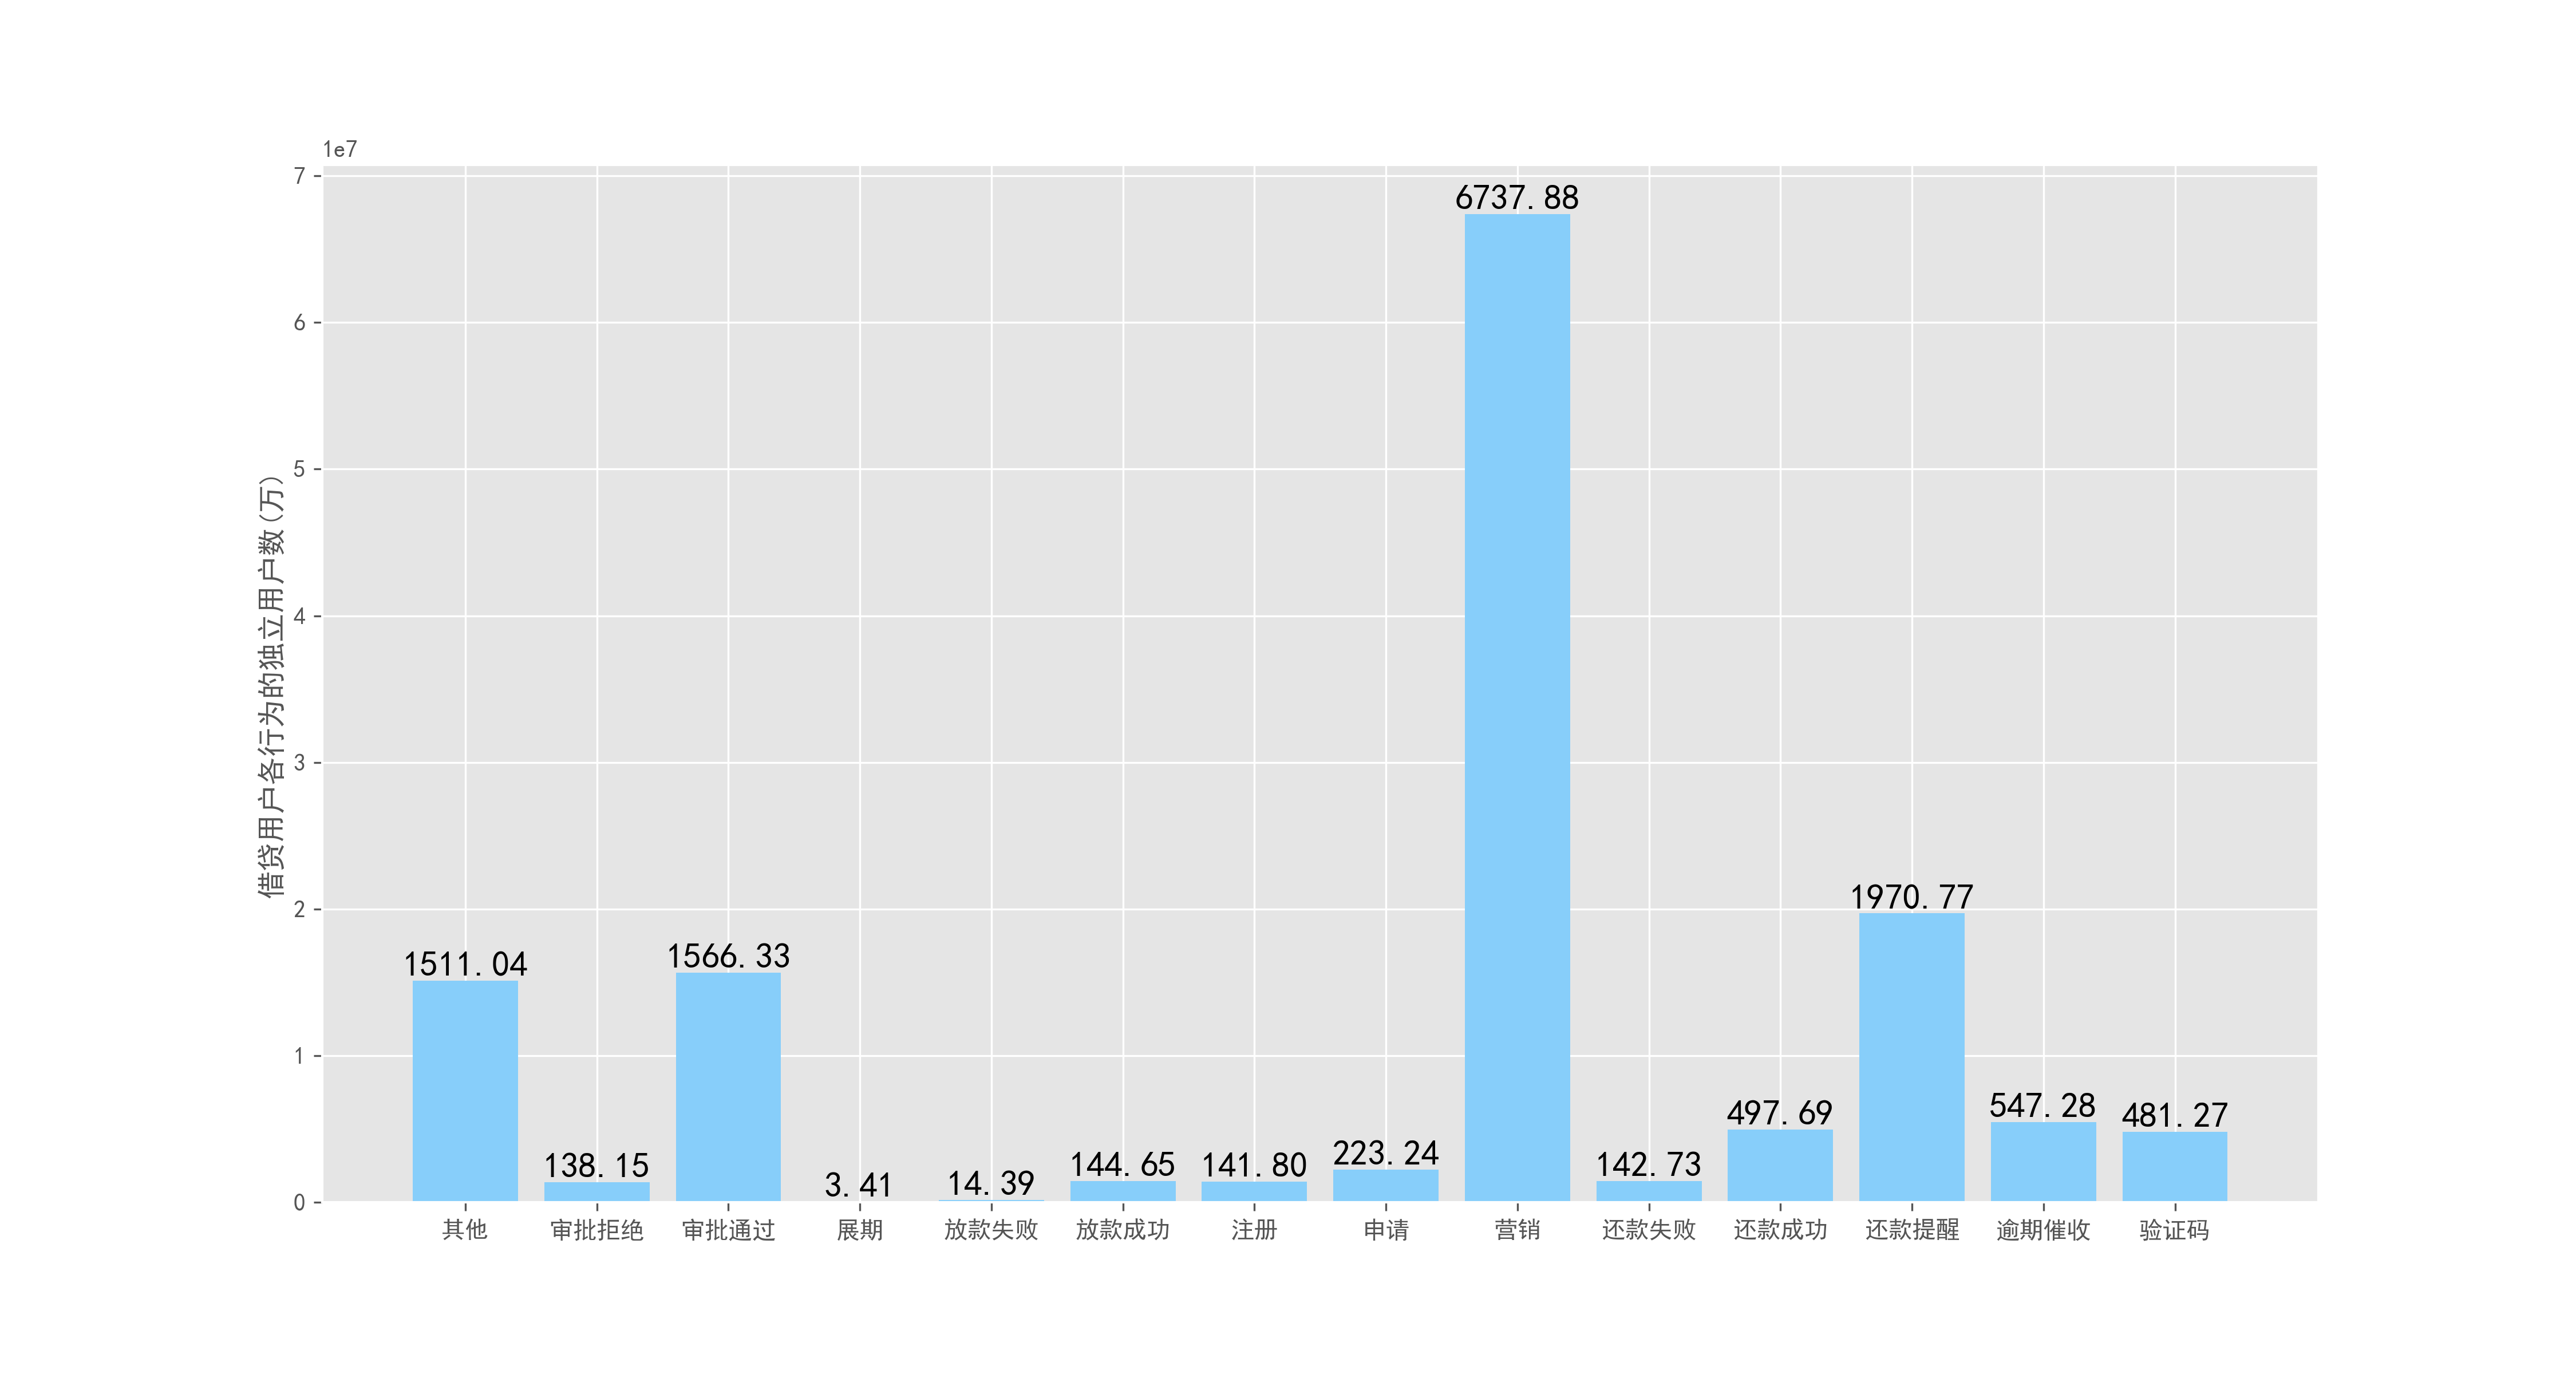 1e7
7
6
5
4
3
2
1
0
借贷用户各行为的独立用户数(万)
1511.04
138.15
1566.33
3.41
14.39
144.65
141.80
223.24
6737.88
142.73
497.69
1970.77
547.28
481.27
其他
审批拒绝
审批通过
展期
放款失败
放款成功
注册
申请
营销
还款失败
还款成功
还款提醒
逾期催收
验证码